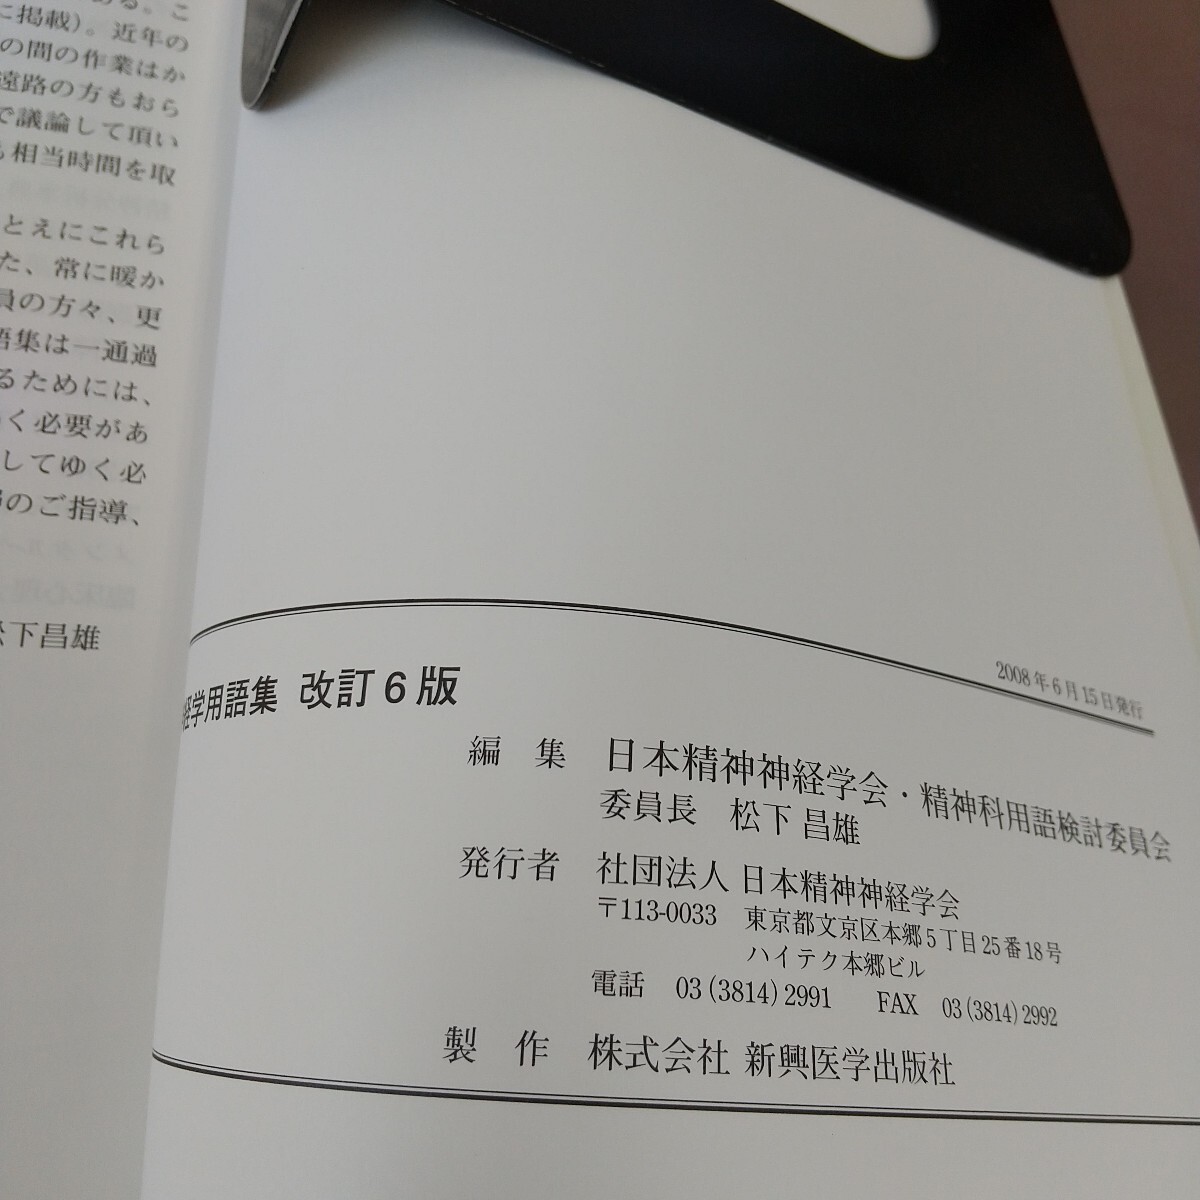 ある。こ
に掲載)。近年の
の間の作業はか
遠路の方もおら
で議論して頂い
も相当時間を取
とえにこれら
た、常に暖か
員の方々、更
語集は一通過
るためには、
く必要があ
してゆく必
のご指導、
松下昌雄
2008年6月15日発行
経学用語集 改訂6版
編 集 日本精神神経学会・精神科用語検討委員会
委員長 松下 昌雄
発行者 社団法人 日本精神神経学会
〒113-0033 東京都文京区本郷5丁目25番18号
ハイテク本郷ビル
電話 03(3814)2991 FAX 03(3814)2992
製 作 株式会社 新興医学出版社